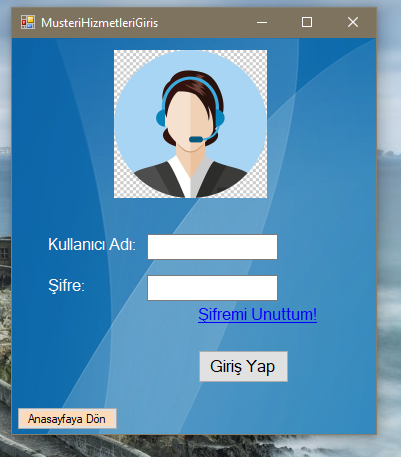 MusteriHizmetleriGiris
Kullanıcı Adı:
Şifre:
Şifremi Unuttum!
Giriş Yap
Anasayfaya Dön